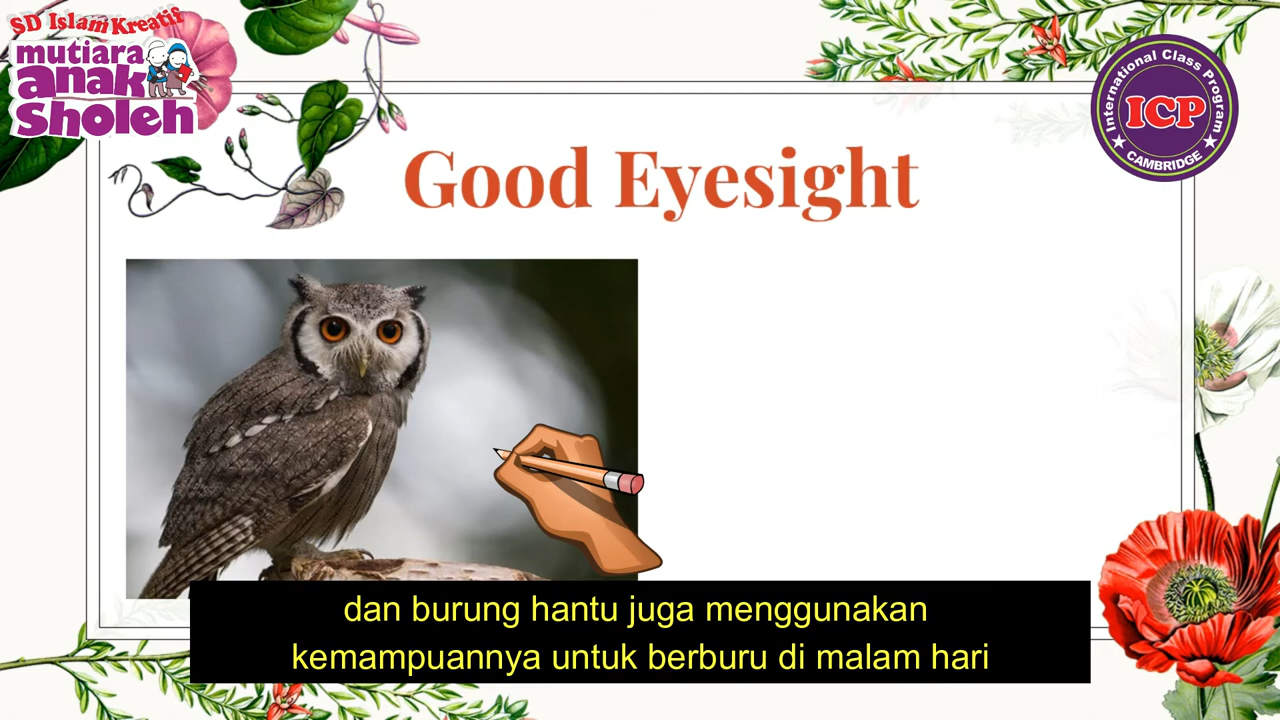 SD Islam Kreatif
mutiara
anak
Sholeh
International Class Program
ICP
CAMBRIDGE
Good Eyesight
dan burung hantu juga menggunakan
kemampuannya untuk berburu di malam hari